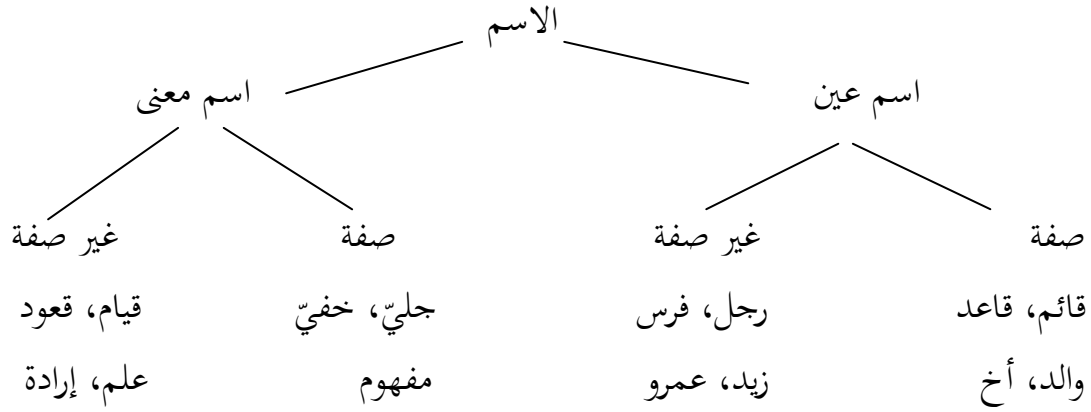 الاسم
اسم عين اسم معنى
صفة غير صفة صفة غير صفة
قائم، قاعد رجل، فرس جليّ، خفيّ قيام، قعود
والد، أخ زيد، عمرو مفهوم علم، إرادة